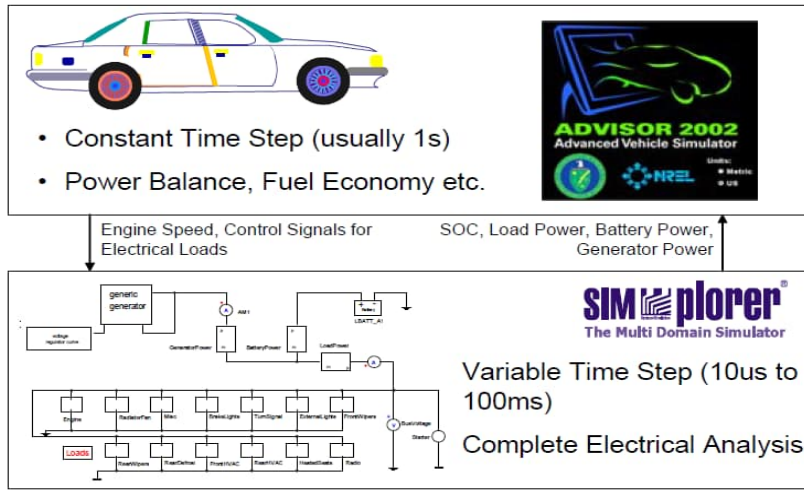 • Constant Time Step (usually 1s)
• Power Balance, Fuel Economy etc.
ADVISOR 2002
Advanced Vehicle Simulator
Units:
Metric
US
NREL
Engine Speed, Control Signals for
Electrical Loads
SOC, Load Power, Battery Power,
Generator Power
generic
generator
voltage
regulator curve
A
AM1
GeneratorPower
BatteryPower
Battery
LBATT_A1
LoadPower
A
SIMplorer®
The Multi Domain Simulator
Variable Time Step (10us to
100ms)
Complete Electrical Analysis
Engine
RadiatorFan
Misc
BrakeLights
TurnSignal
ExternalLights
FrontWipers
V
BusVoltage
Starter
Loads
RearWipers
RearDefrost
FrontHVAC
RearHVAC
HeatedSeats
Radio